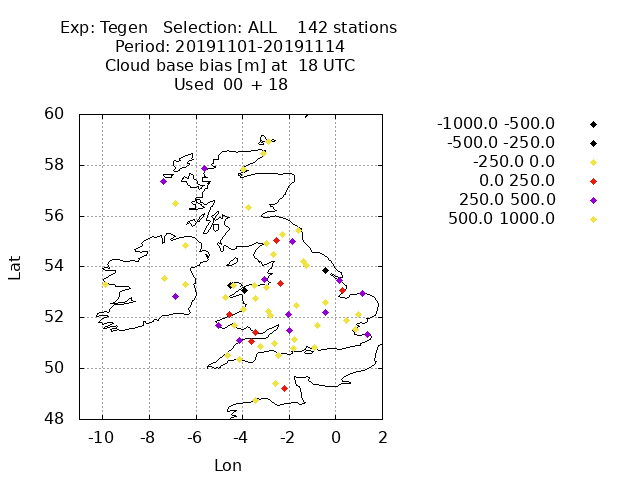 Exp: Tegen   Selection: ALL    142 stations
Period: 20191101-20191114
Cloud base bias [m] at  18 UTC
Used  00  + 18
-1000.0 -500.0
-500.0 -250.0
-250.0 0.0
0.0 250.0
250.0 500.0
500.0 1000.0
60
58
56
54
52
50
48
Lat
-10 -8 -6 -4 -2 0 2
Lon